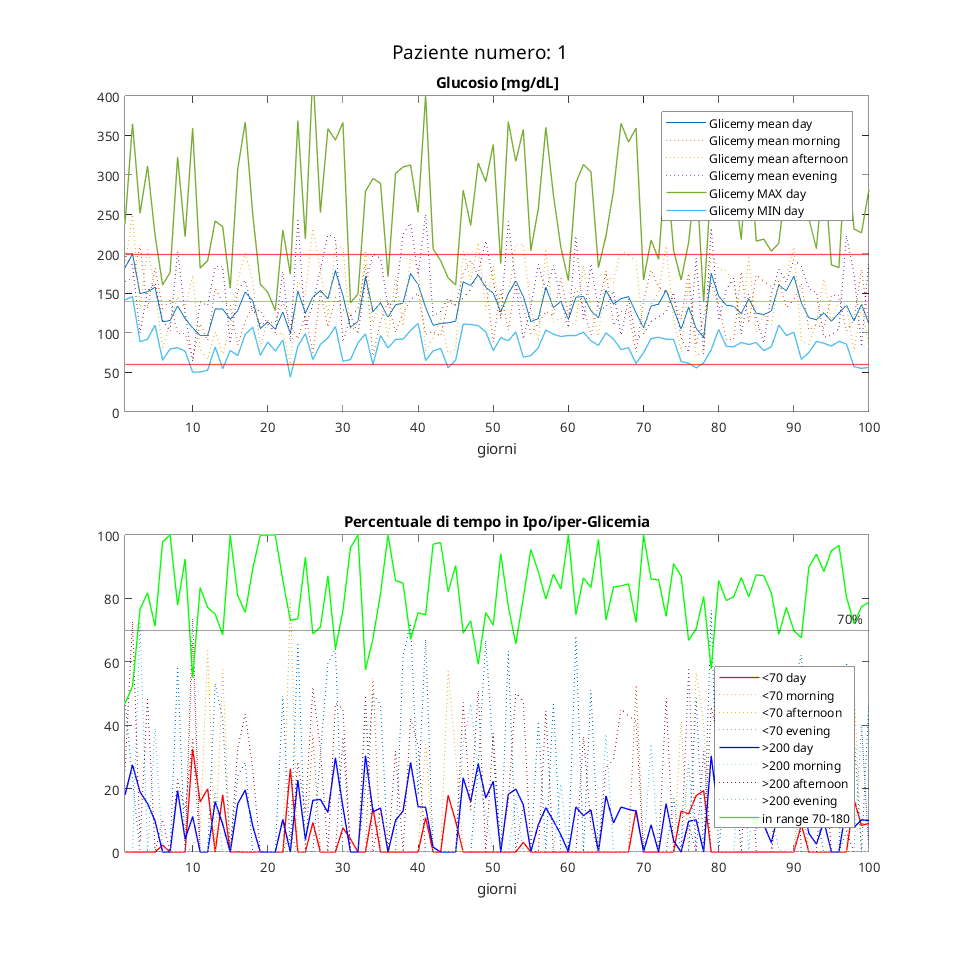 Paziente numero: 1
Glucosio [mg/dL]
400
350
300
250
200
150
100
50
0
Glicemy mean day
Glicemy mean morning
Glicemy mean afternoon
Glicemy mean evening
Glicemy MAX day
Glicemy MIN day
10 20 30 40 50 60 70 80 90 100
giorni
Percentuale di tempo in Ipo/iper-Glicemia
100
80
60
40
20
0
70%
<70 day
<70 morning
<70 afternoon
<70 evening
>200 day
>200 morning
>200 afternoon
>200 evening
in range 70-180
10 20 30 40 50 60 70 80 90 100
giorni